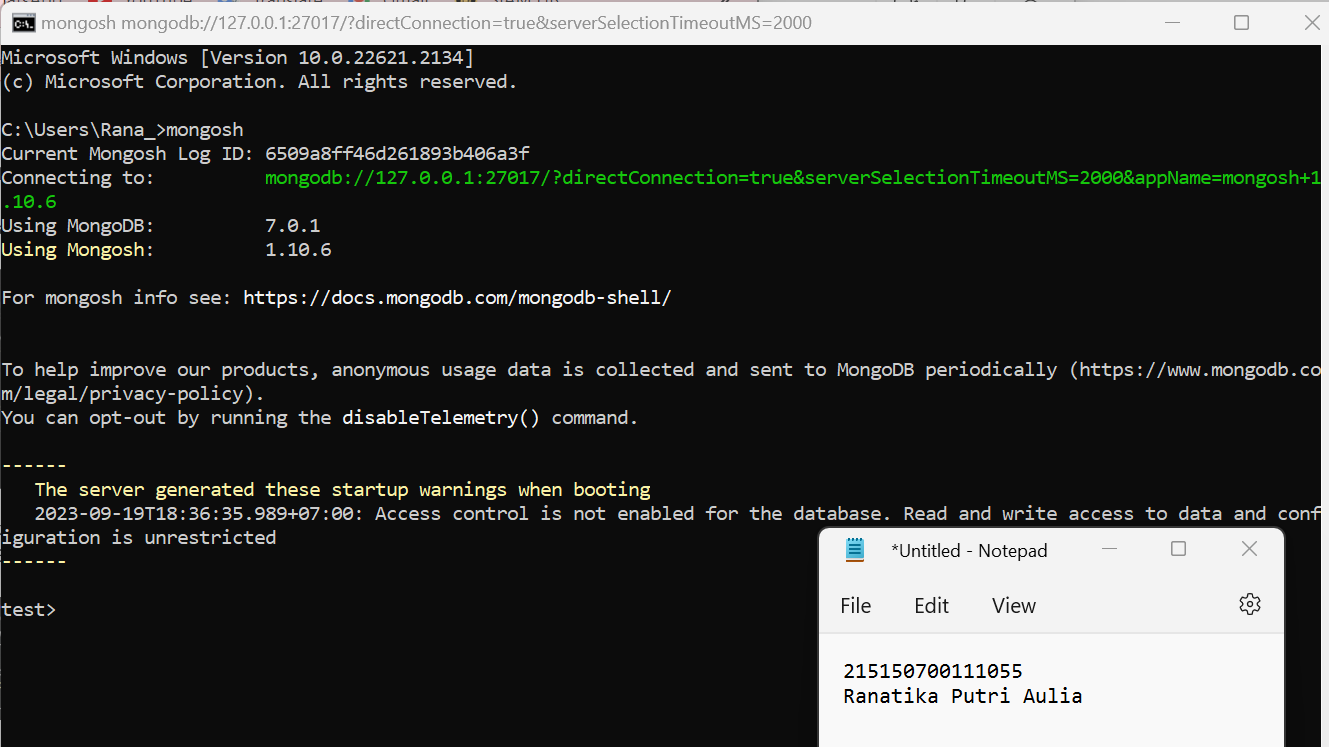 mongosh mongodb://127.0.0.1:27017/?directConnection=true&serverSelectionTimeoutMS=2000
Microsoft Windows [Version 10.0.22621.2134]
(c) Microsoft Corporation. All rights reserved.
C:\Users\Rana_>mongosh
Current Mongosh Log ID: 6509a8ff46d261893b406a3f
Connecting to: mongodb://127.0.0.1:27017/?directConnection=true&serverSelectionTimeoutMS=2000&appName=mongosh+1
.10.6
Using MongoDB: 7.0.1
Using Mongosh: 1.10.6
For mongosh info see: https://docs.mongodb.com/mongodb-shell/
To help improve our products, anonymous usage data is collected and sent to MongoDB periodically (https://www.mongodb.co
m/legal/privacy-policy).
You can opt-out by running the disableTelemetry() command.
------
The server generated these startup warnings when booting
2023-09-19T18:36:35.989+07:00: Access control is not enabled for the database. Read and write access to data and conf
iguration is unrestricted
------
test>
*Untitled - Notepad
File Edit View
215150700111055
Ranatika Putri Aulia